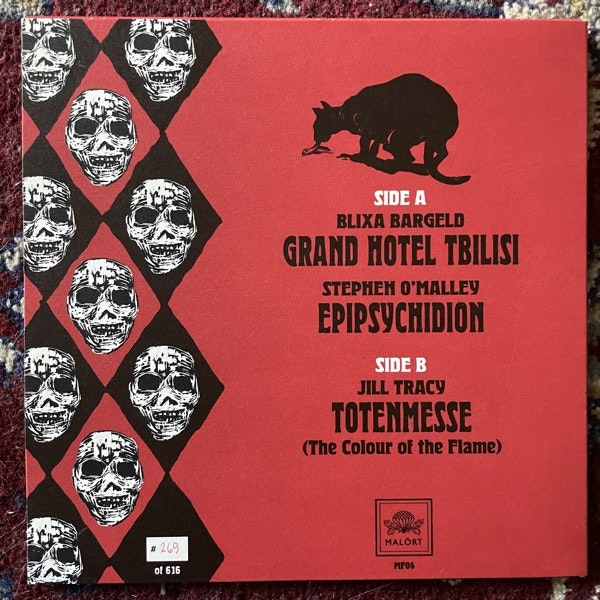 SIDE A
BLIXA BARGELD
GRAND HOTEL TBILISI
STEPHEN O'MALLEY
EPIPSYCHIDION
SIDE B
JILL TRACY
TOTENMESSE
(The Colour of the Flame)
# 269
of 616
MALÖRT
MF06